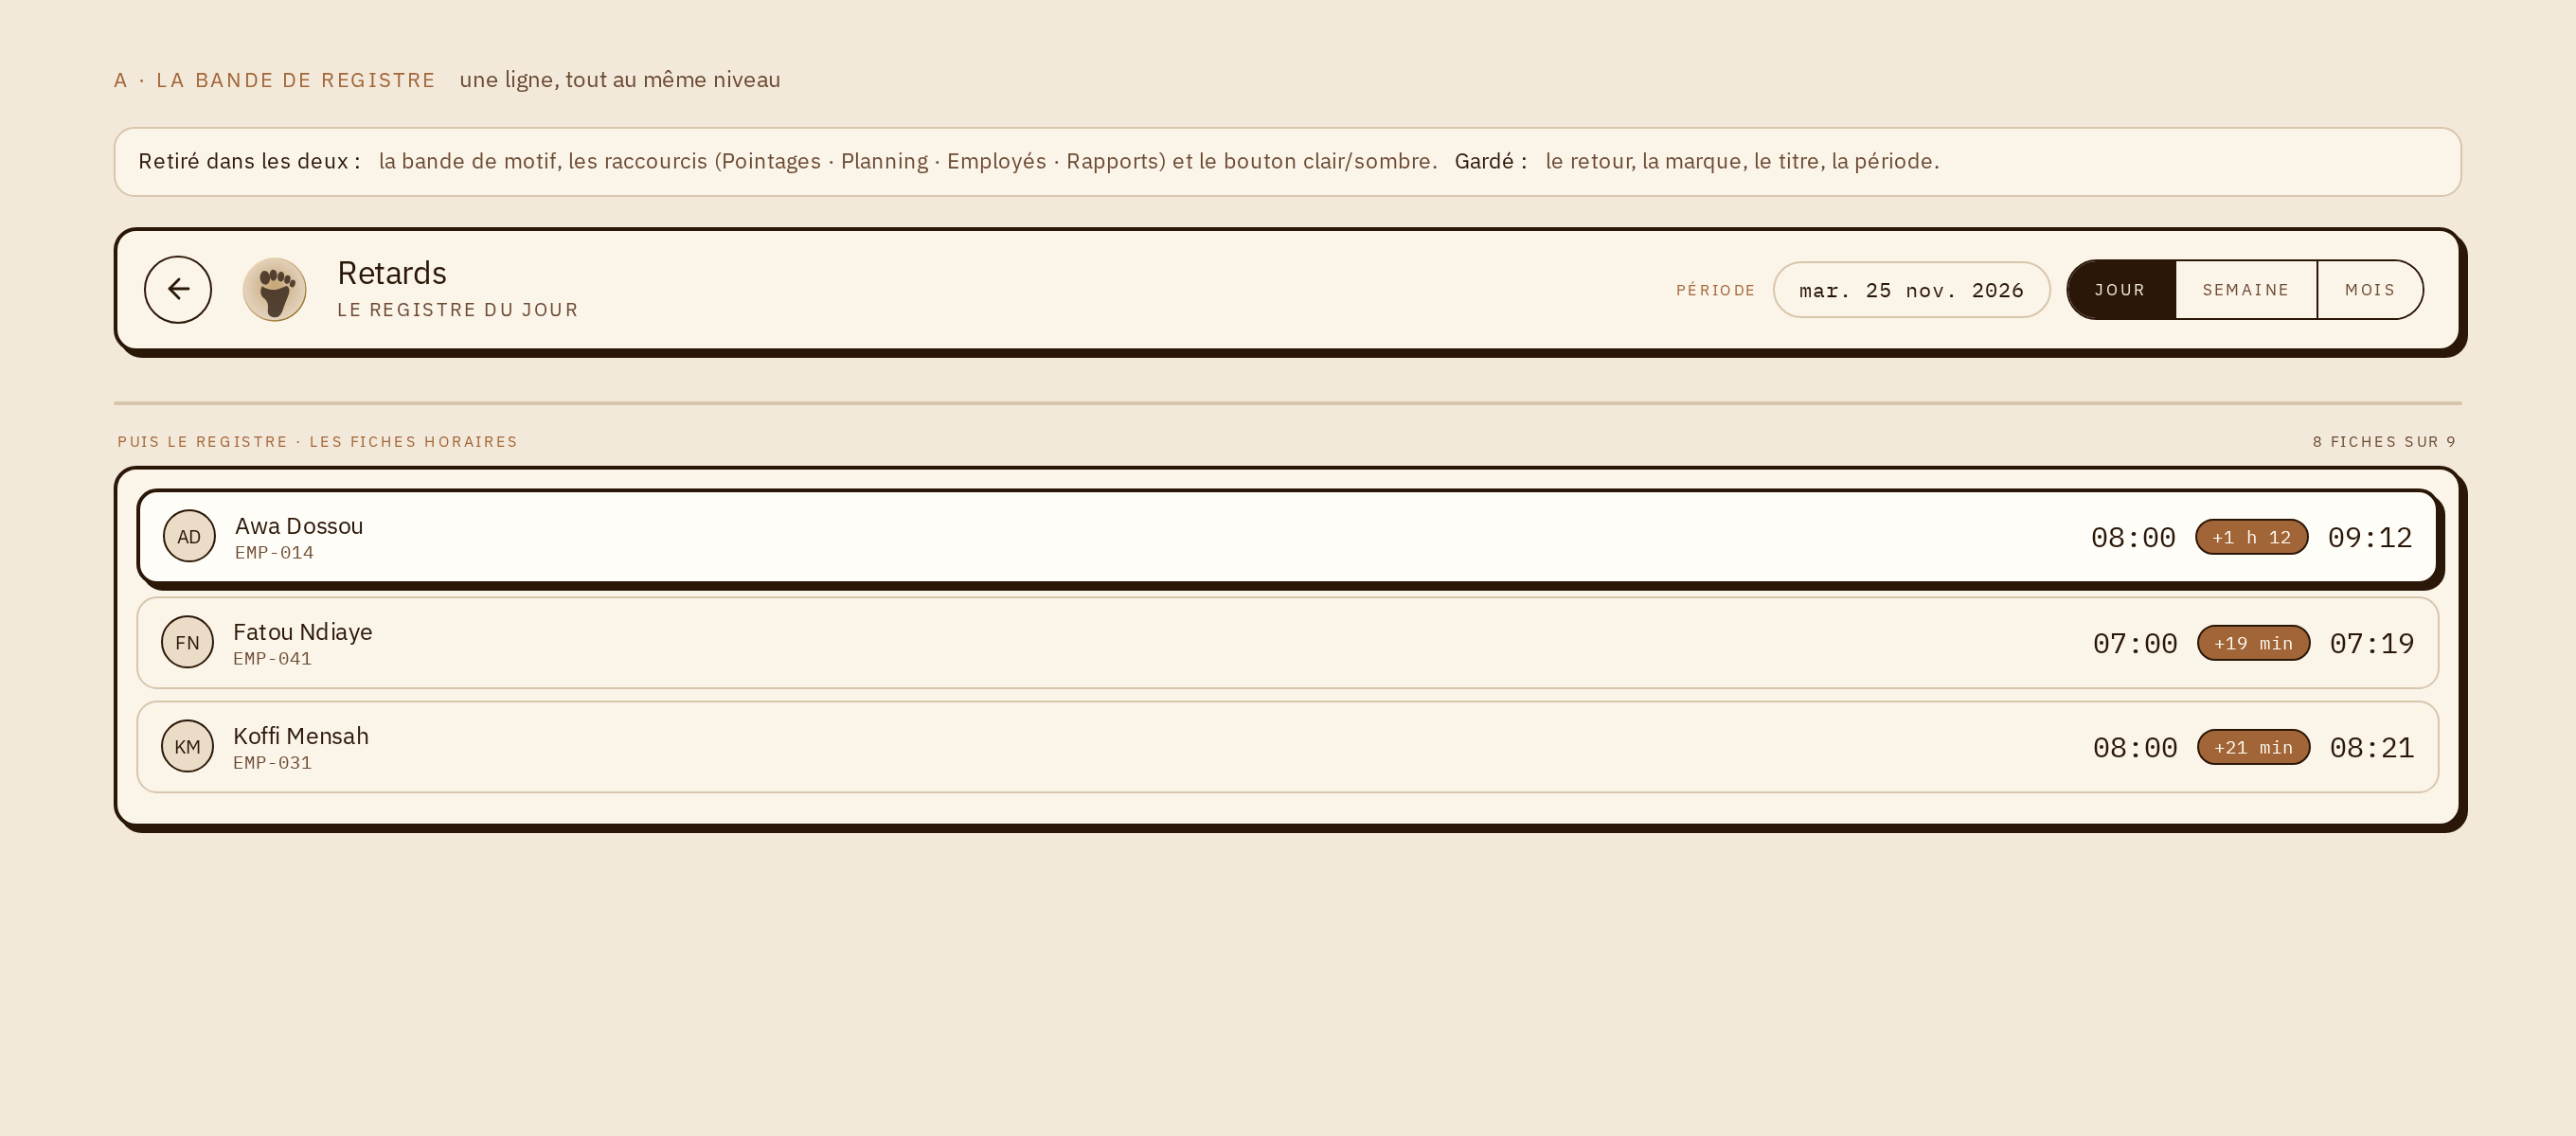 A · LA BANDE DE REGISTRE une ligne, tout au même niveau
Retiré dans les deux : la bande de motif, les raccourcis (Pointages · Planning · Employés · Rapports) et le bouton clair/sombre. Gardé : le retour, la marque, le titre, la période.
Retards
LE REGISTRE DU JOUR
PÉRIODE mar. 25 nov. 2026 JOUR SEMAINE MOIS
PUIS LE REGISTRE · LES FICHES HORAIRES 8 FICHES SUR 9
AD Awa Dossou
EMP-014
08:00 +1 h 12 09:12
FN Fatou Ndiaye
EMP-041
07:00 +19 min 07:19
KM Koffi Mensah
EMP-031
08:00 +21 min 08:21